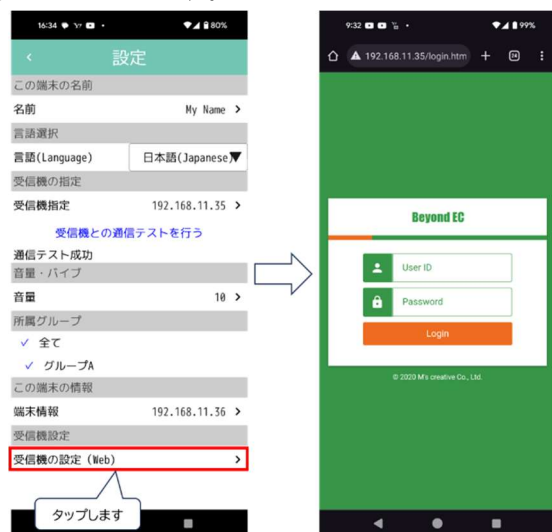 16:34 80%
設定
この端末の名前
名前 My Name >
言語選択
言語(Language) 日本語(Japanese)▼
受信機の指定
受信機指定 192.168.11.35 >
受信機との通信テストを行う
通信テスト成功
音量・バイブ
音量 10 >
所属グループ
✓ 全て
✓ グループA
この端末の情報
端末情報 192.168.11.36 >
受信機設定
受信機の設定(Web) >
タップします
9:32 99%
192.168.11.35/login.htm
Beyond EC
User ID
Password
Login
© 2020 M's creative Co., Ltd.